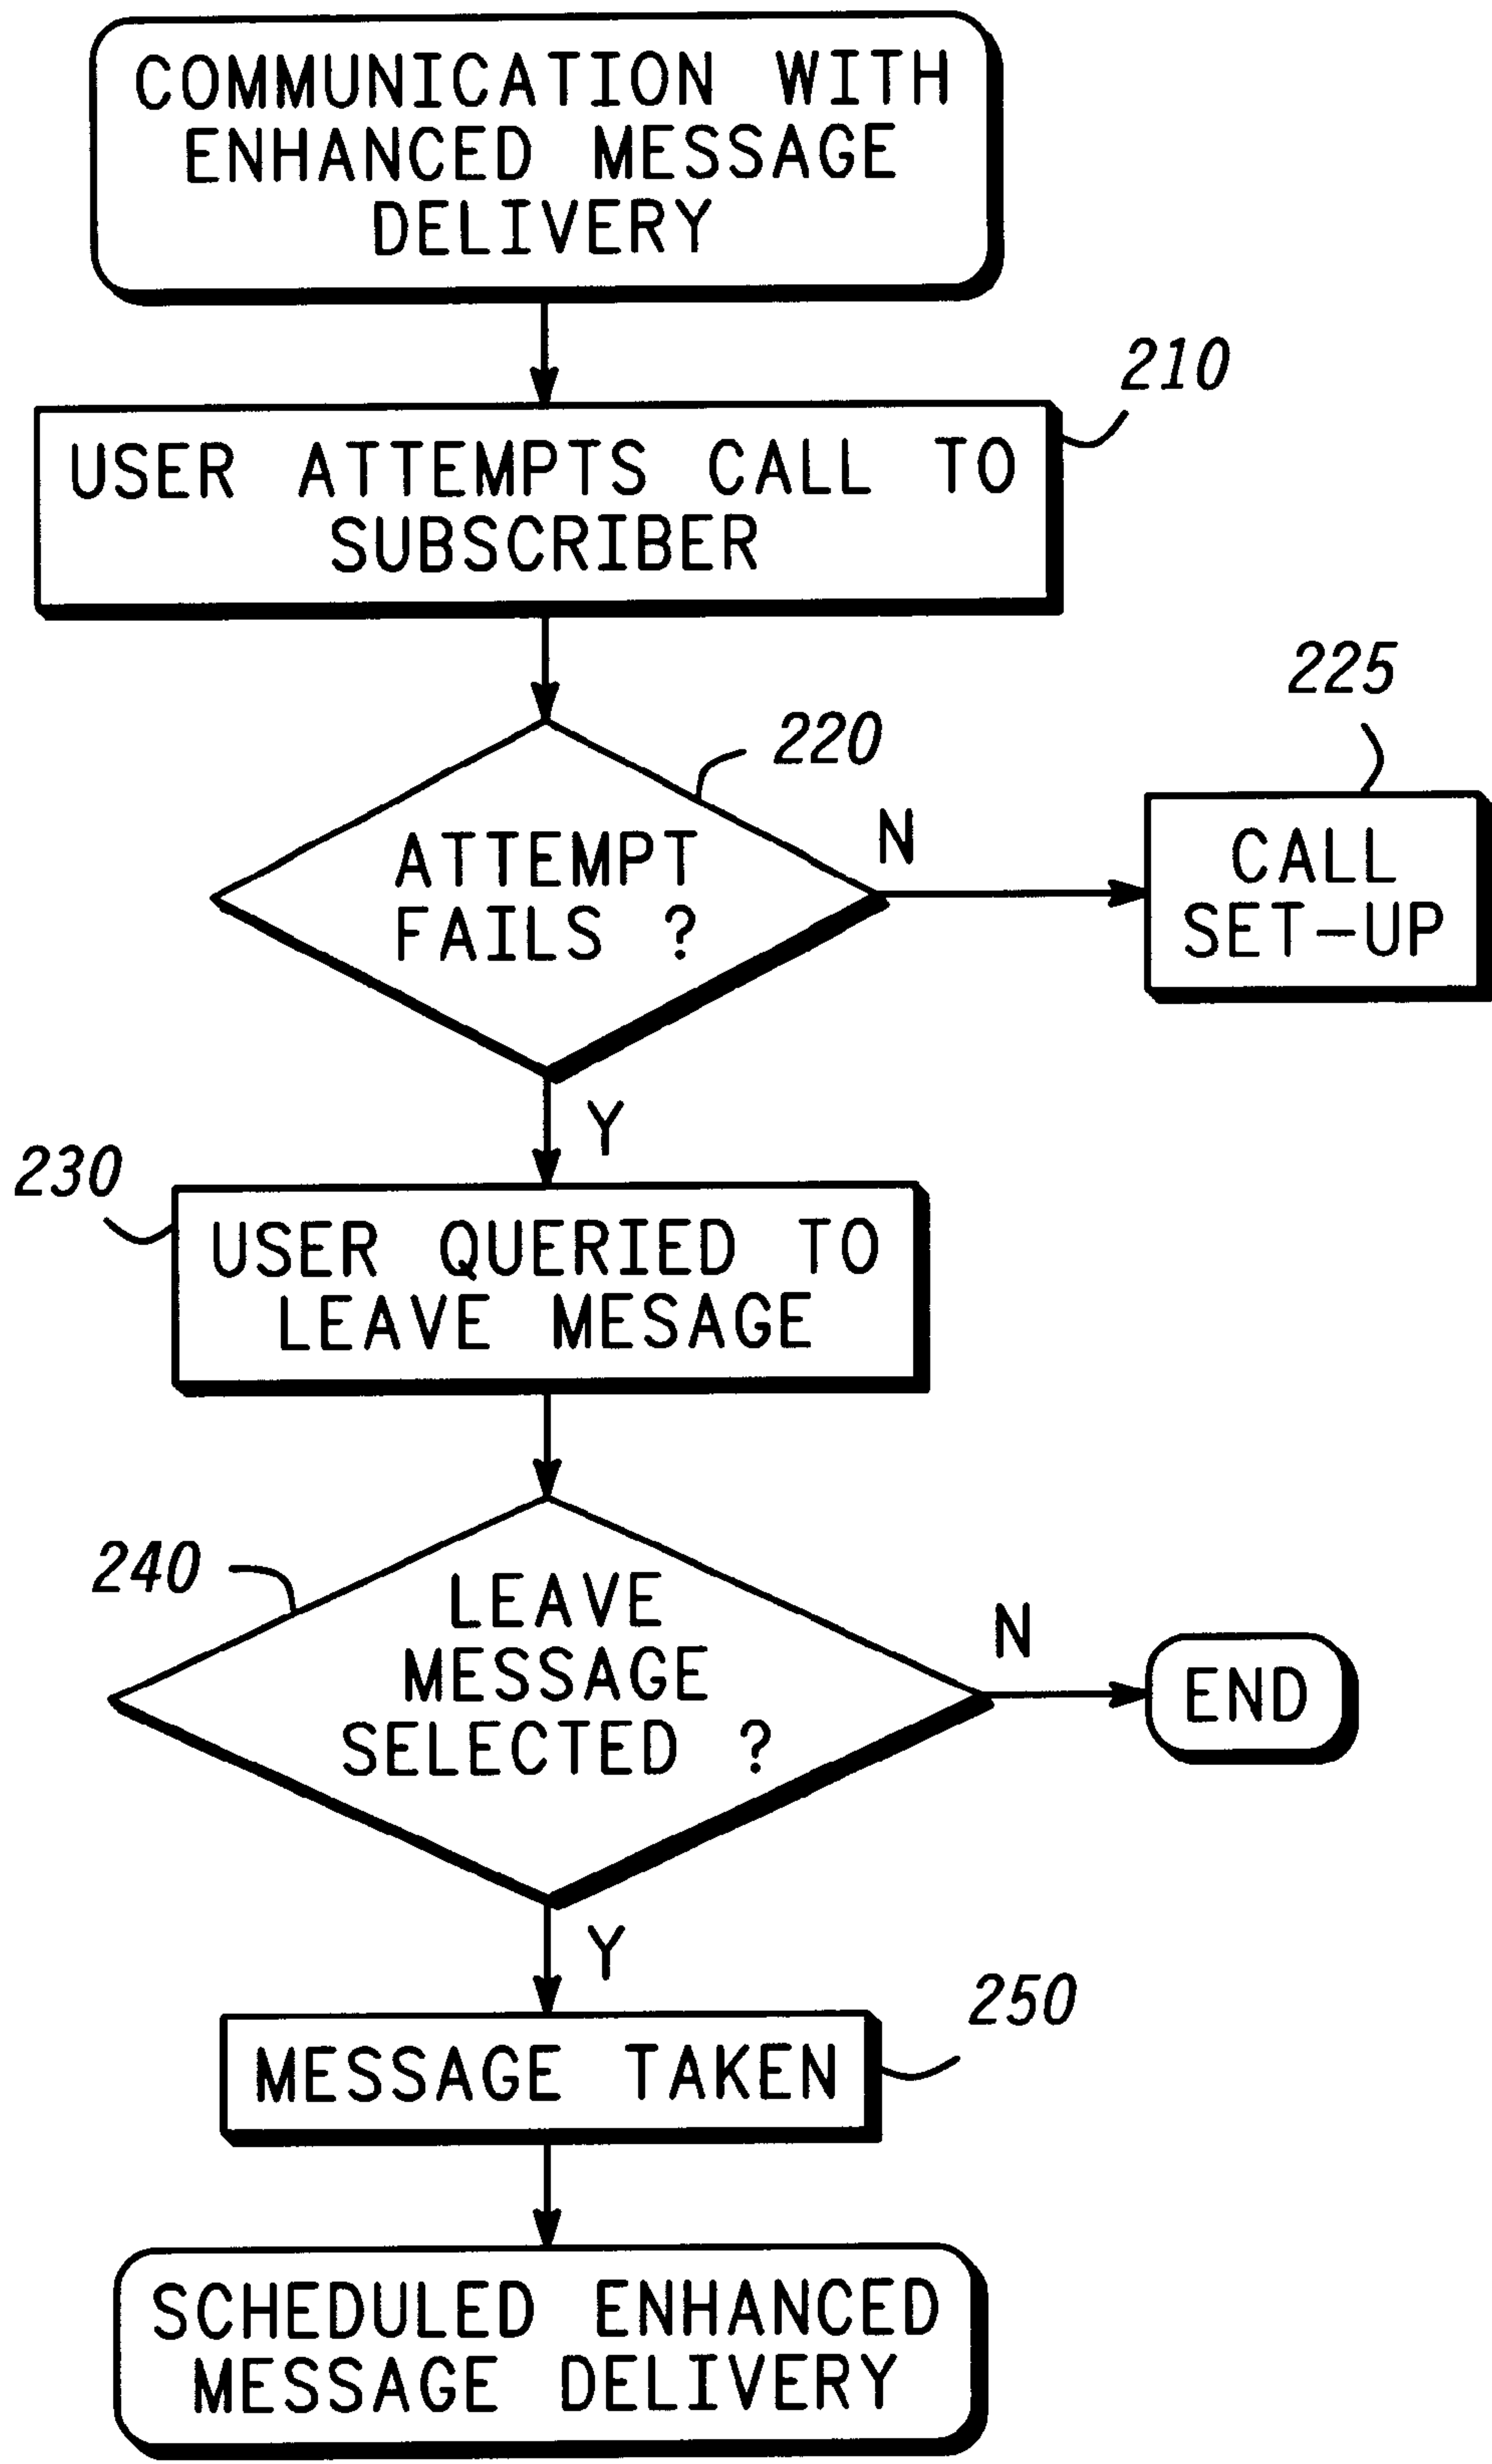 COMMUNICATION WITH
ENHANCED MESSAGE
DELIVERY
210
USER ATTEMPTS CALL TO
SUBSCRIBER
225
220
ATTEMPT
FAILS ?
N
CALL
SET-UP
Y
230
USER QUERIED TO
LEAVE MESAGE
240
LEAVE
MESSAGE
SELECTED ?
N
END
Y
250
MESSAGE TAKEN
SCHEDULED ENHANCED
MESSAGE DELIVERY